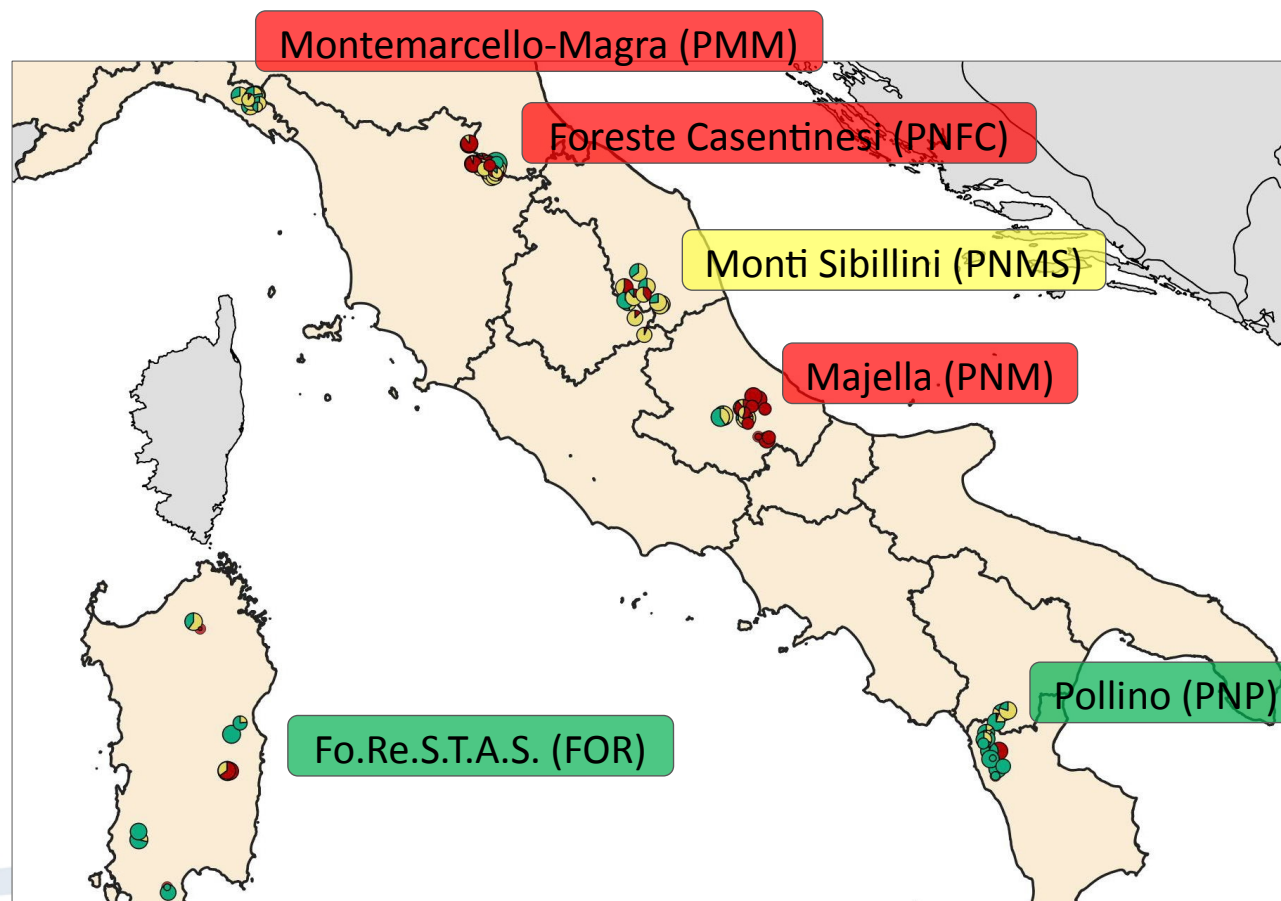 Montemarcello-Magra (PMM)
Foreste Casentinesi (PNFC)
Monti Sibillini (PNMS)
Majella (PNM)
Pollino (PNP)
Fo.Re.S.T.A.S. (FOR)